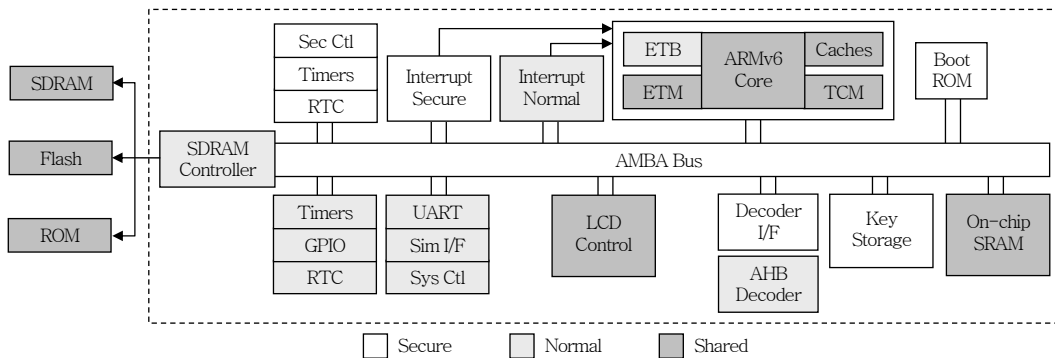 Sec Ctl
Timers
RTC
Interrupt
Secure
Interrupt
Normal
ETB
ETM
ARMv6
Core
Caches
TCM
Boot
ROM
SDRAM
Flash
ROM
SDRAM
Controller
AMBA Bus
Timers
GPIO
RTC
UART
Sim I/F
Sys Ctl
LCD
Control
Decoder
I/F
AHB
Decoder
Key
Storage
On-chip
SRAM
Secure
Normal
Shared